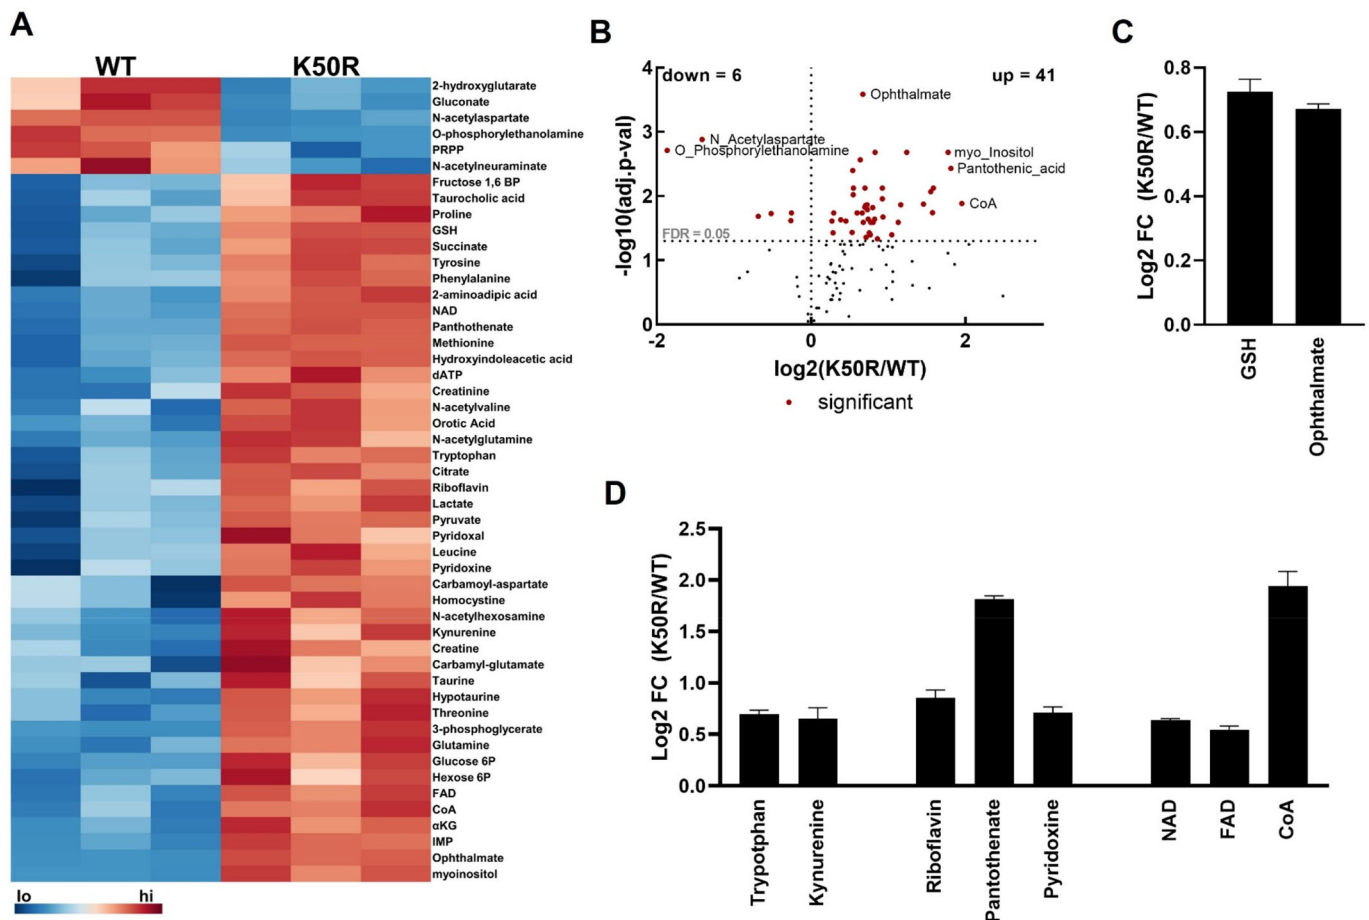 A
WT K50R
2-hydroxyglutarate
Gluconate
N-acetylaspartate
O-phosphorylethanolamine
PRPP
N-acetylneuraminate
Fructose 1,6 BP
Taurocholic acid
Proline
GSH
Succinate
Tyrosine
Phenylalanine
2-aminoadipic acid
NAD
Panthothenate
Methionine
Hydroxyindoleacetic acid
dATP
Creatinine
N-acetylvaline
Orotic Acid
N-acetylglutamine
Tryptophan
Citrate
Riboflavin
Lactate
Pyruvate
Pyridoxal
Leucine
Pyridoxine
Carbamoyl-aspartate
Homocystine
N-acetylhexosamine
Kynurenine
Creatine
Carbamyl-glutamate
Taurine
Hypotaurine
Threonine
3-phosphoglycerate
Glutamine
Glucose 6P
Hexose 6P
FAD
CoA
αKG
IMP
Ophthalmate
myoinositol
lo hi
B
down = 6 up = 41
-log10(adj.p-val)
4
3
2
1
0
Ophthalmate
N_Acetylaspartate
O_Phosphorylethanolamine
myo_Inositol
Pantothenic_acid
CoA
FDR = 0.05
-2 0 2
log2(K50R/WT)
significant
C
Log2 FC (K50R/WT)
0.8
0.6
0.4
0.2
0.0
GSH
Ophthalmate
D
Log2 FC (K50R/WT)
2.5
2.0
1.5
1.0
0.5
0.0
Trypotphan
Kynurenine
Riboflavin
Pantothenate
Pyridoxine
NAD
FAD
CoA